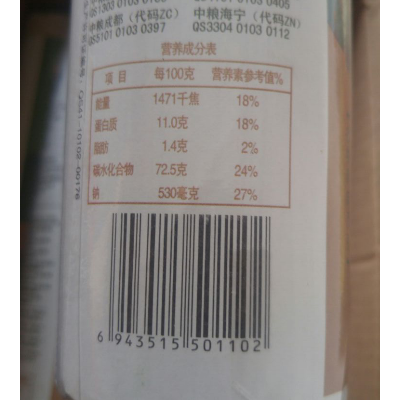 中粮成都（代码ZC） 中粮海宁（代码ZN）
QS5101 0103 0397 QS3304 0103 0112
营养成分表
项 目 每100克 营养素参考值%
能量 1471千焦 18%
蛋白质 11.0克 18%
脂肪 1.4克 2%
碳水化合物 72.5克 24%
钠 530毫克 27%
6 943515 501102